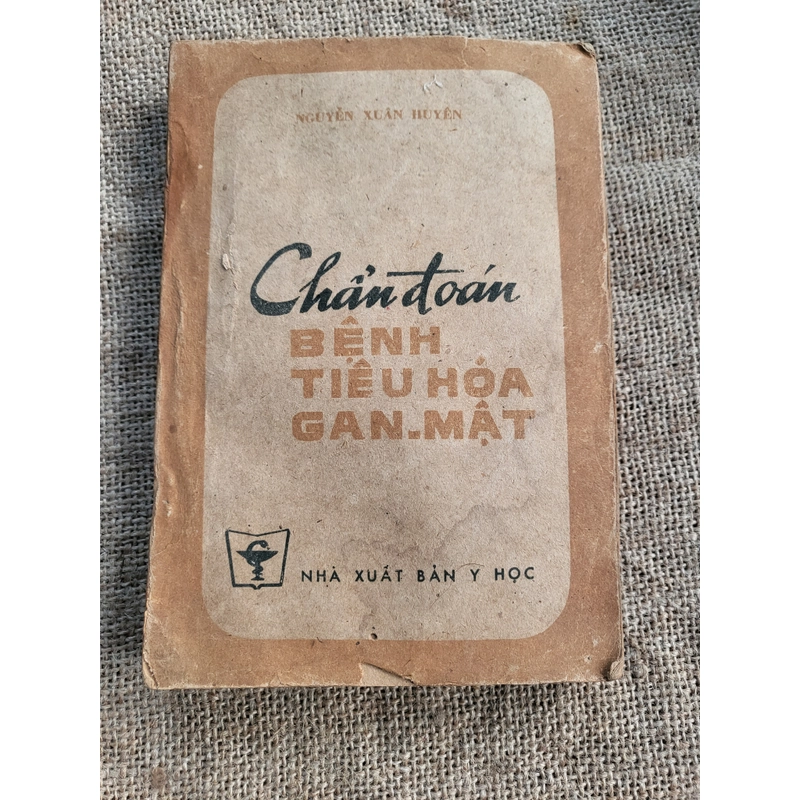 NGUYỄN XUÂN HUYÊN
Chẩn đoán
BỆNH
TIÊU HÓA
GAN-MẬT
NHÀ XUẤT BẢN Y HỌC